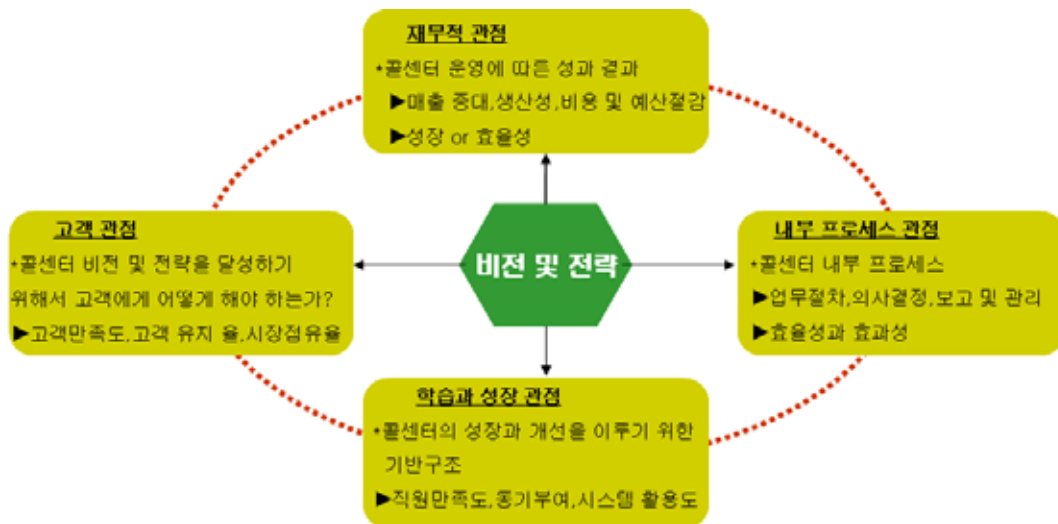 재무적 관점
*콜센터 운영에 따른 성과 결과
▶매출 증대,생산성,비용 및 예산절감
▶성장 or 효율성
고객 관점
*콜센터 비전 및 전략을 달성하기
위해서 고객에게 어떻게 해야 하는가?
▶고객만족도,고객 유지 율,시장점유율
비전 및 전략
내부 프로세스 관점
*콜센터 내부 프로세스
▶업무절차,의사결정,보고 및 관리
▶효율성과 효과성
학습과 성장 관점
*콜센터의 성장과 개선을 이루기 위한
기반구조
▶직원만족도,동기부여,시스템 활용도